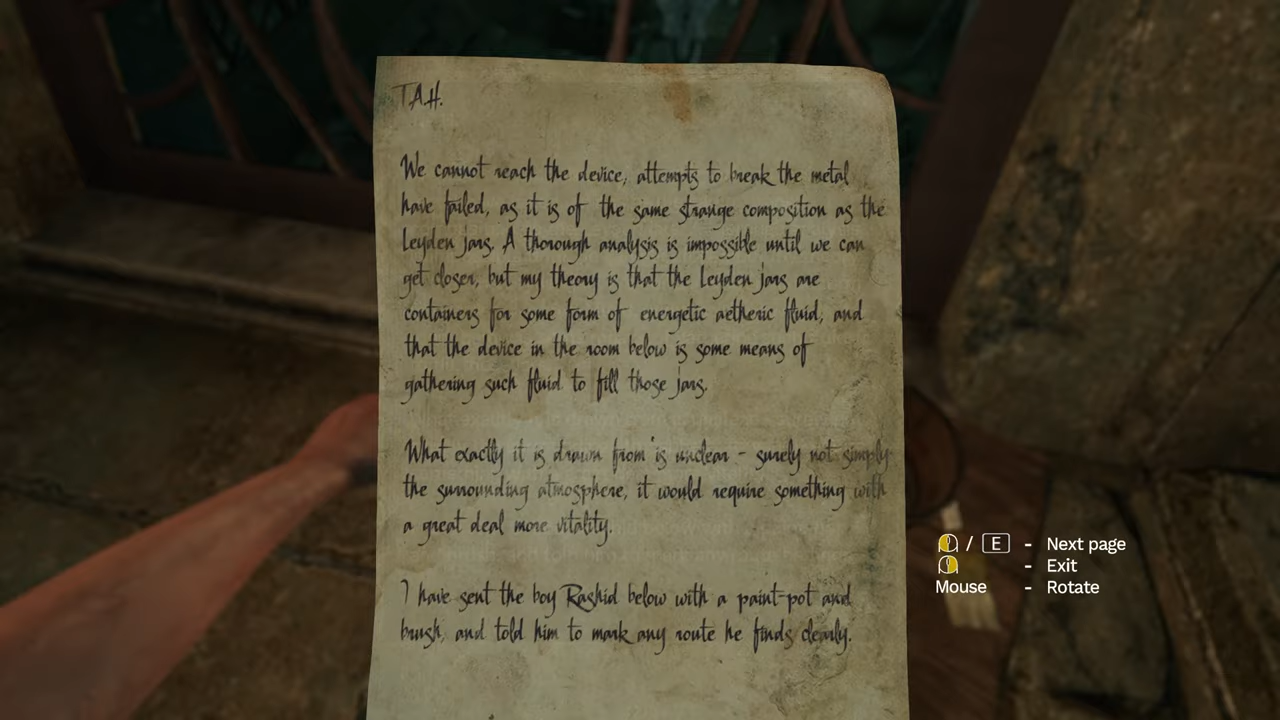 T.A.H.
We cannot reach the device, attempts to break the metal
have failed, as it is of the same strange composition as the
Leyden jars. A thorough analysis is impossible until we can
get closer, but my theory is that the Leyden jars are
containers for some form of energetic aetheric fluid, and
that the device in the room below is some means of
gathering such fluid to fill those jars.
What exactly it is drawn from is unclear - surely not simply
the surrounding atmosphere, it would require something with
a great deal more vitality.
I have sent the boy Rashid below with a paint-pot and
brush, and told him to mark any route he finds clearly.
/ E - Next page
- Exit
Mouse - Rotate